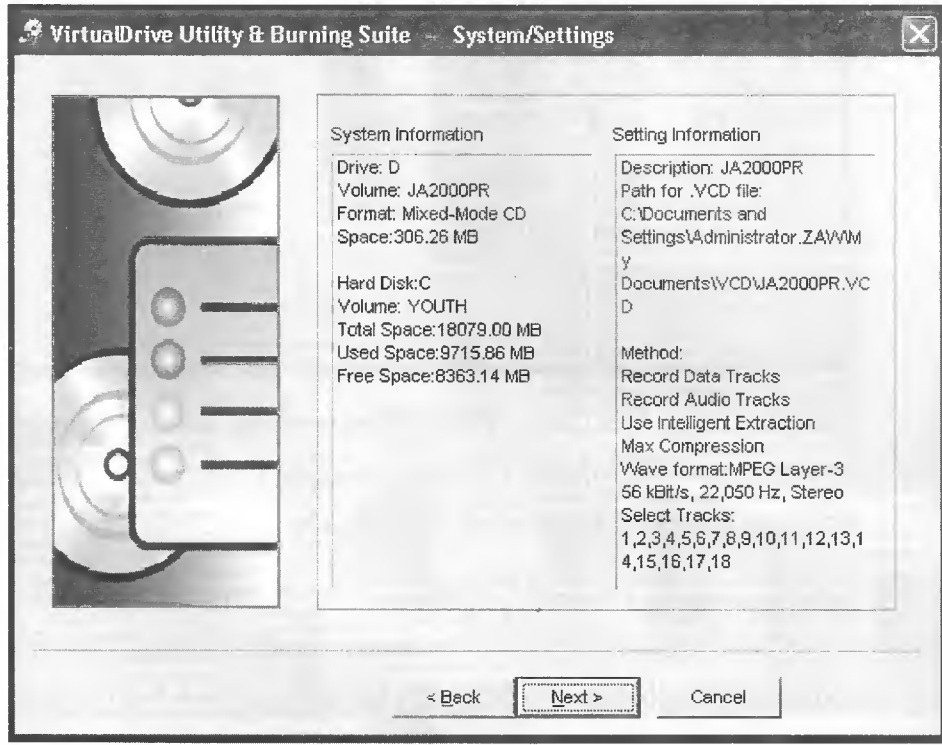 VirtualDrive Utility & Burning Suite - System/Settings
System Information
Drive: D
Volume: JA2000PR
Format: Mixed-Mode CD
Space:306.26 MB
Hard Disk:C
Volume: YOUTH
Total Space:18079.00 MB
Used Space:9715.86 MB
Free Space:8363.14 MB
Setting Information
Description: JA2000PR
Path for .VCD file:
C:\Documents and
Settings\Administrator.ZAW\M
y
Documents\VCD\JA2000PR.VC
D
Method:
Record Data Tracks
Record Audio Tracks
Use Intelligent Extraction
Max Compression
Wave format:MPEG Layer-3
56 kBit/s, 22,050 Hz, Stereo
Select Tracks:
1,2,3,4,5,6,7,8,9,10,11,12,13,1
4,15,16,17,18
< Back
Next >
Cancel